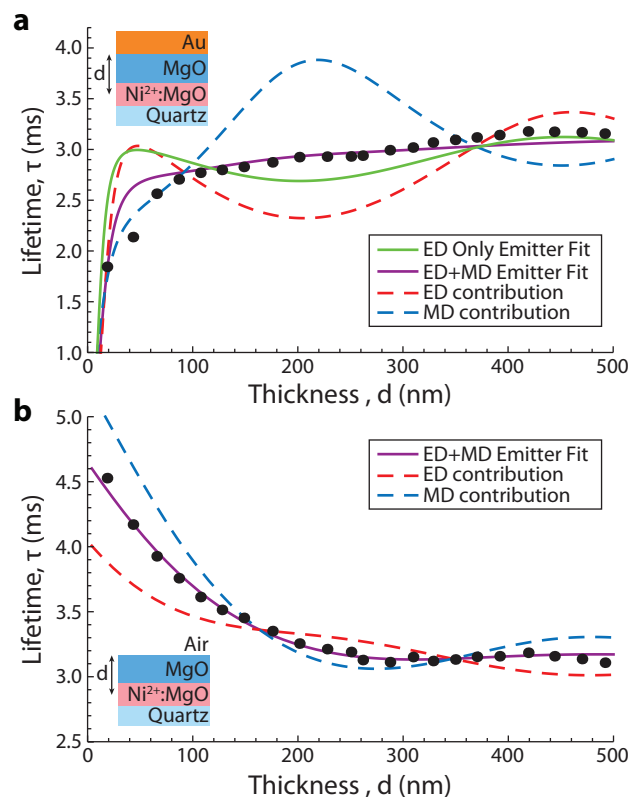 a
4.0
3.5
3.0
2.5
2.0
1.5
1.0
Lifetime, τ (ms)
Au
MgO
d
Ni²⁺:MgO
Quartz
ED Only Emitter Fit
ED+MD Emitter Fit
ED contribution
MD contribution
0 100 200 300 400 500
Thickness , d (nm)
b
5.0
4.5
4.0
3.5
3.0
2.5
Lifetime, τ (ms)
ED+MD Emitter Fit
ED contribution
MD contribution
Air
MgO
d
Ni²⁺:MgO
Quartz
0 100 200 300 400 500
Thickness , d (nm)